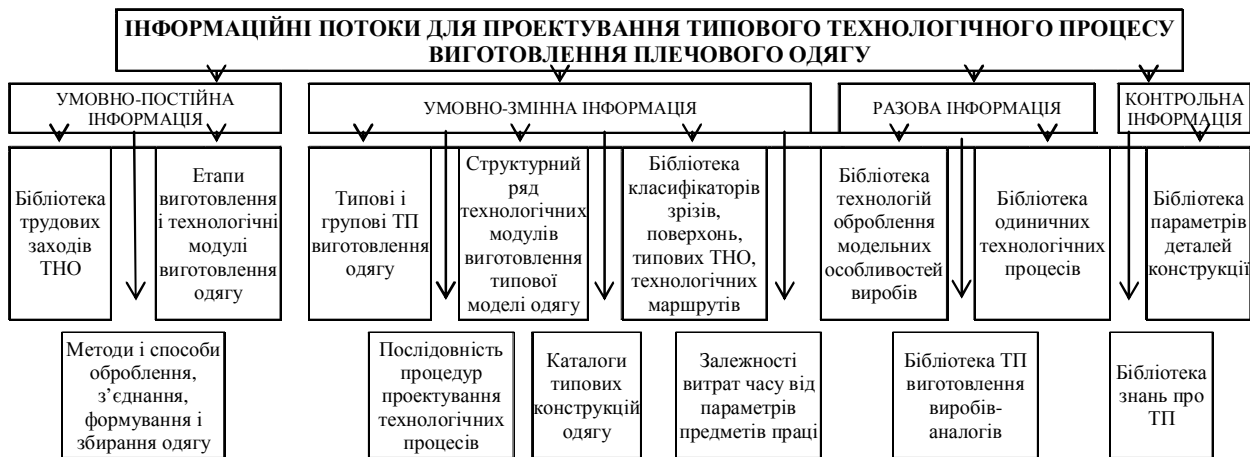 ІНФОРМАЦІЙНІ ПОТОКИ ДЛЯ ПРОЕКТУВАННЯ ТИПОВОГО ТЕХНОЛОГІЧНОГО ПРОЦЕСУ
ВИГОТОВЛЕННЯ ПЛЕЧОВОГО ОДЯГУ
УМОВНО-ПОСТІЙНА
ІНФОРМАЦІЯ
УМОВНО-ЗМІННА ІНФОРМАЦІЯ
РАЗОВА ІНФОРМАЦІЯ
КОНТРОЛЬНА
ІНФОРМАЦІЯ
Бібліотека
трудових
заходів
ТНО
Етапи
виготовлення
і технологічні
модулі
виготовлення
одягу
Типові і
групові ТП
виготовлення
одягу
Структурний
ряд
технологічних
модулів
виготовлення
типової
моделі одягу
Бібліотека
класифікаторів
зрізів,
поверхонь,
типових ТНО,
технологічних
маршрутів
Бібліотека
технологій
оброблення
модельних
особливостей
виробів
Бібліотека
одиничних
технологічних
процесів
Бібліотека
параметрів
деталей
конструкції
Методи і способи
оброблення,
з’єднання,
формування і
збирання одягу
Послідовність
процедур
проектування
технологічних
процесів
Каталоги
типових
конструкцій
одягу
Залежності
витрат часу від
параметрів
предметів праці
Бібліотека ТП
виготовлення
виробів-
аналогів
Бібліотека
знань про
ТП